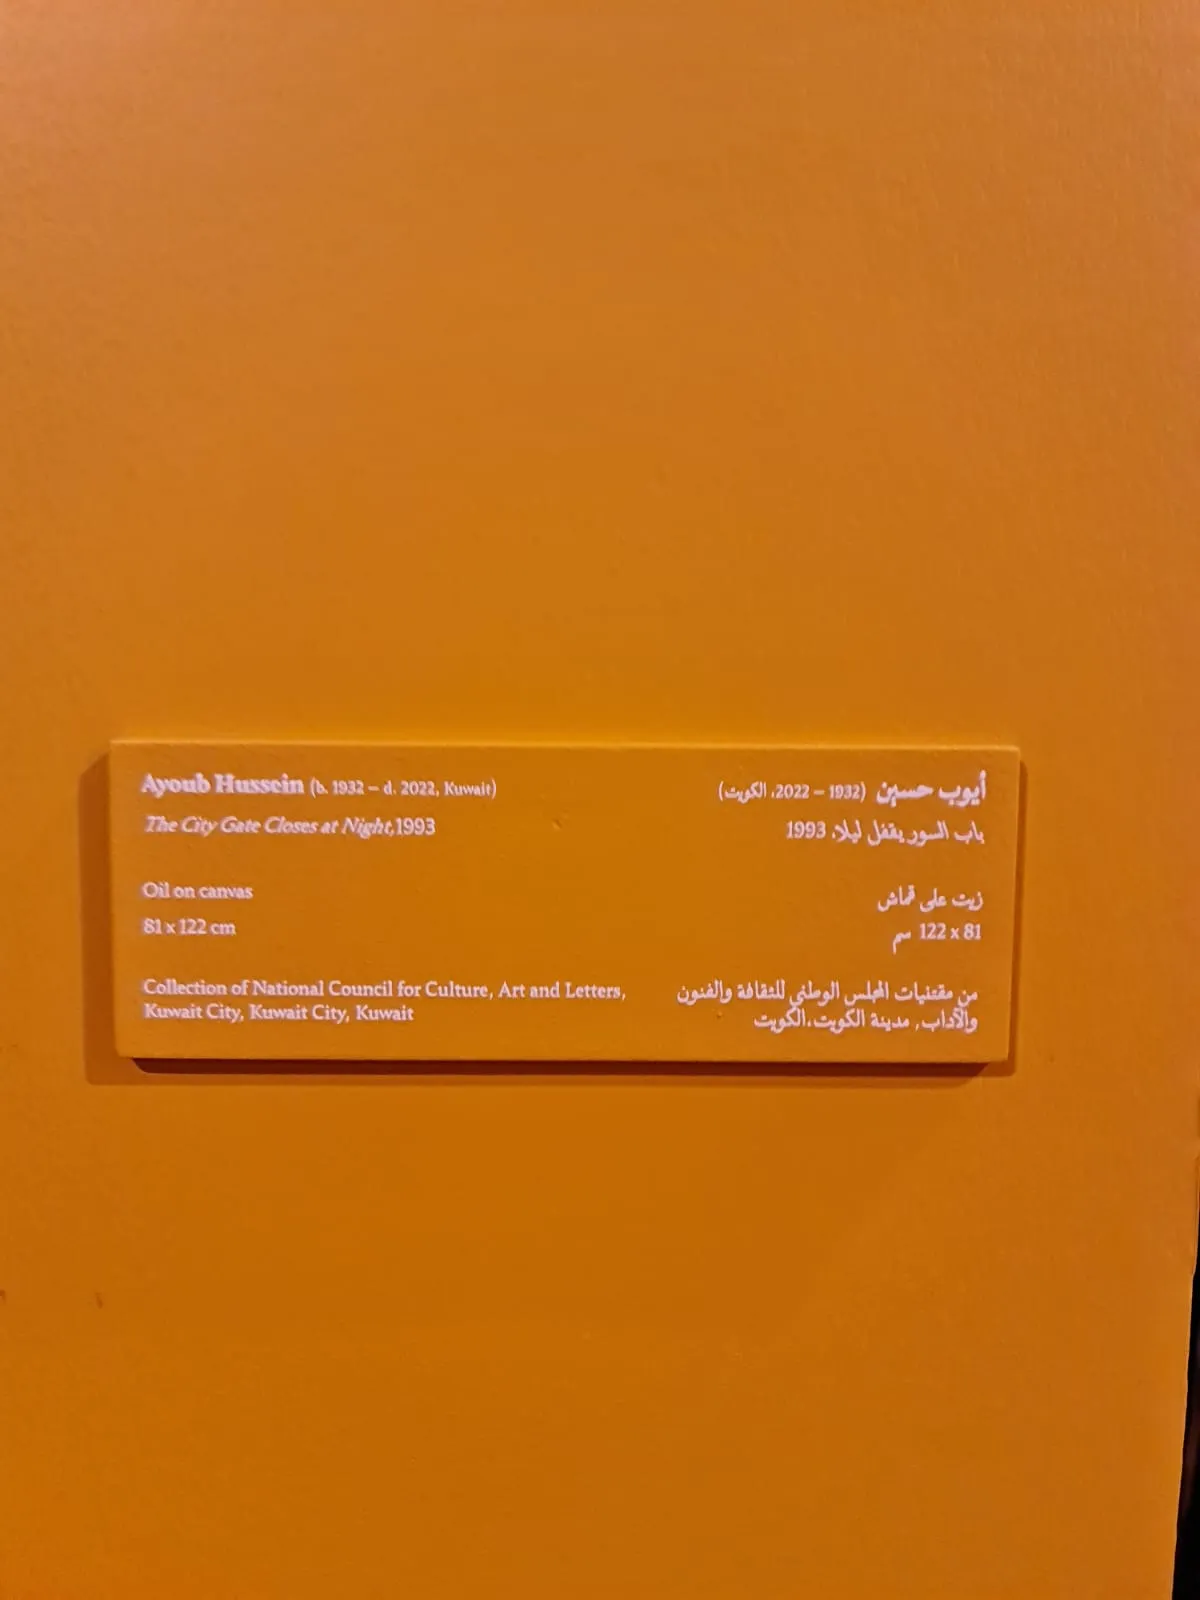 Ayoub Hussein (b. 1932 – d. 2022, Kuwait)
The City Gate Closes at Night,1993
Oil on canvas
81 x 122 cm
Collection of National Council for Culture, Art and Letters,
Kuwait City, Kuwait City, Kuwait
أيوب حسين (1932 – 2022، الكويت)
باب السور يقفل ليلا، 1993
زيت على قماش
81 x 122 سم
من مقتنيات المجلس الوطني للثقافة والفنون
والآداب, مدينة الكويت،الكويت